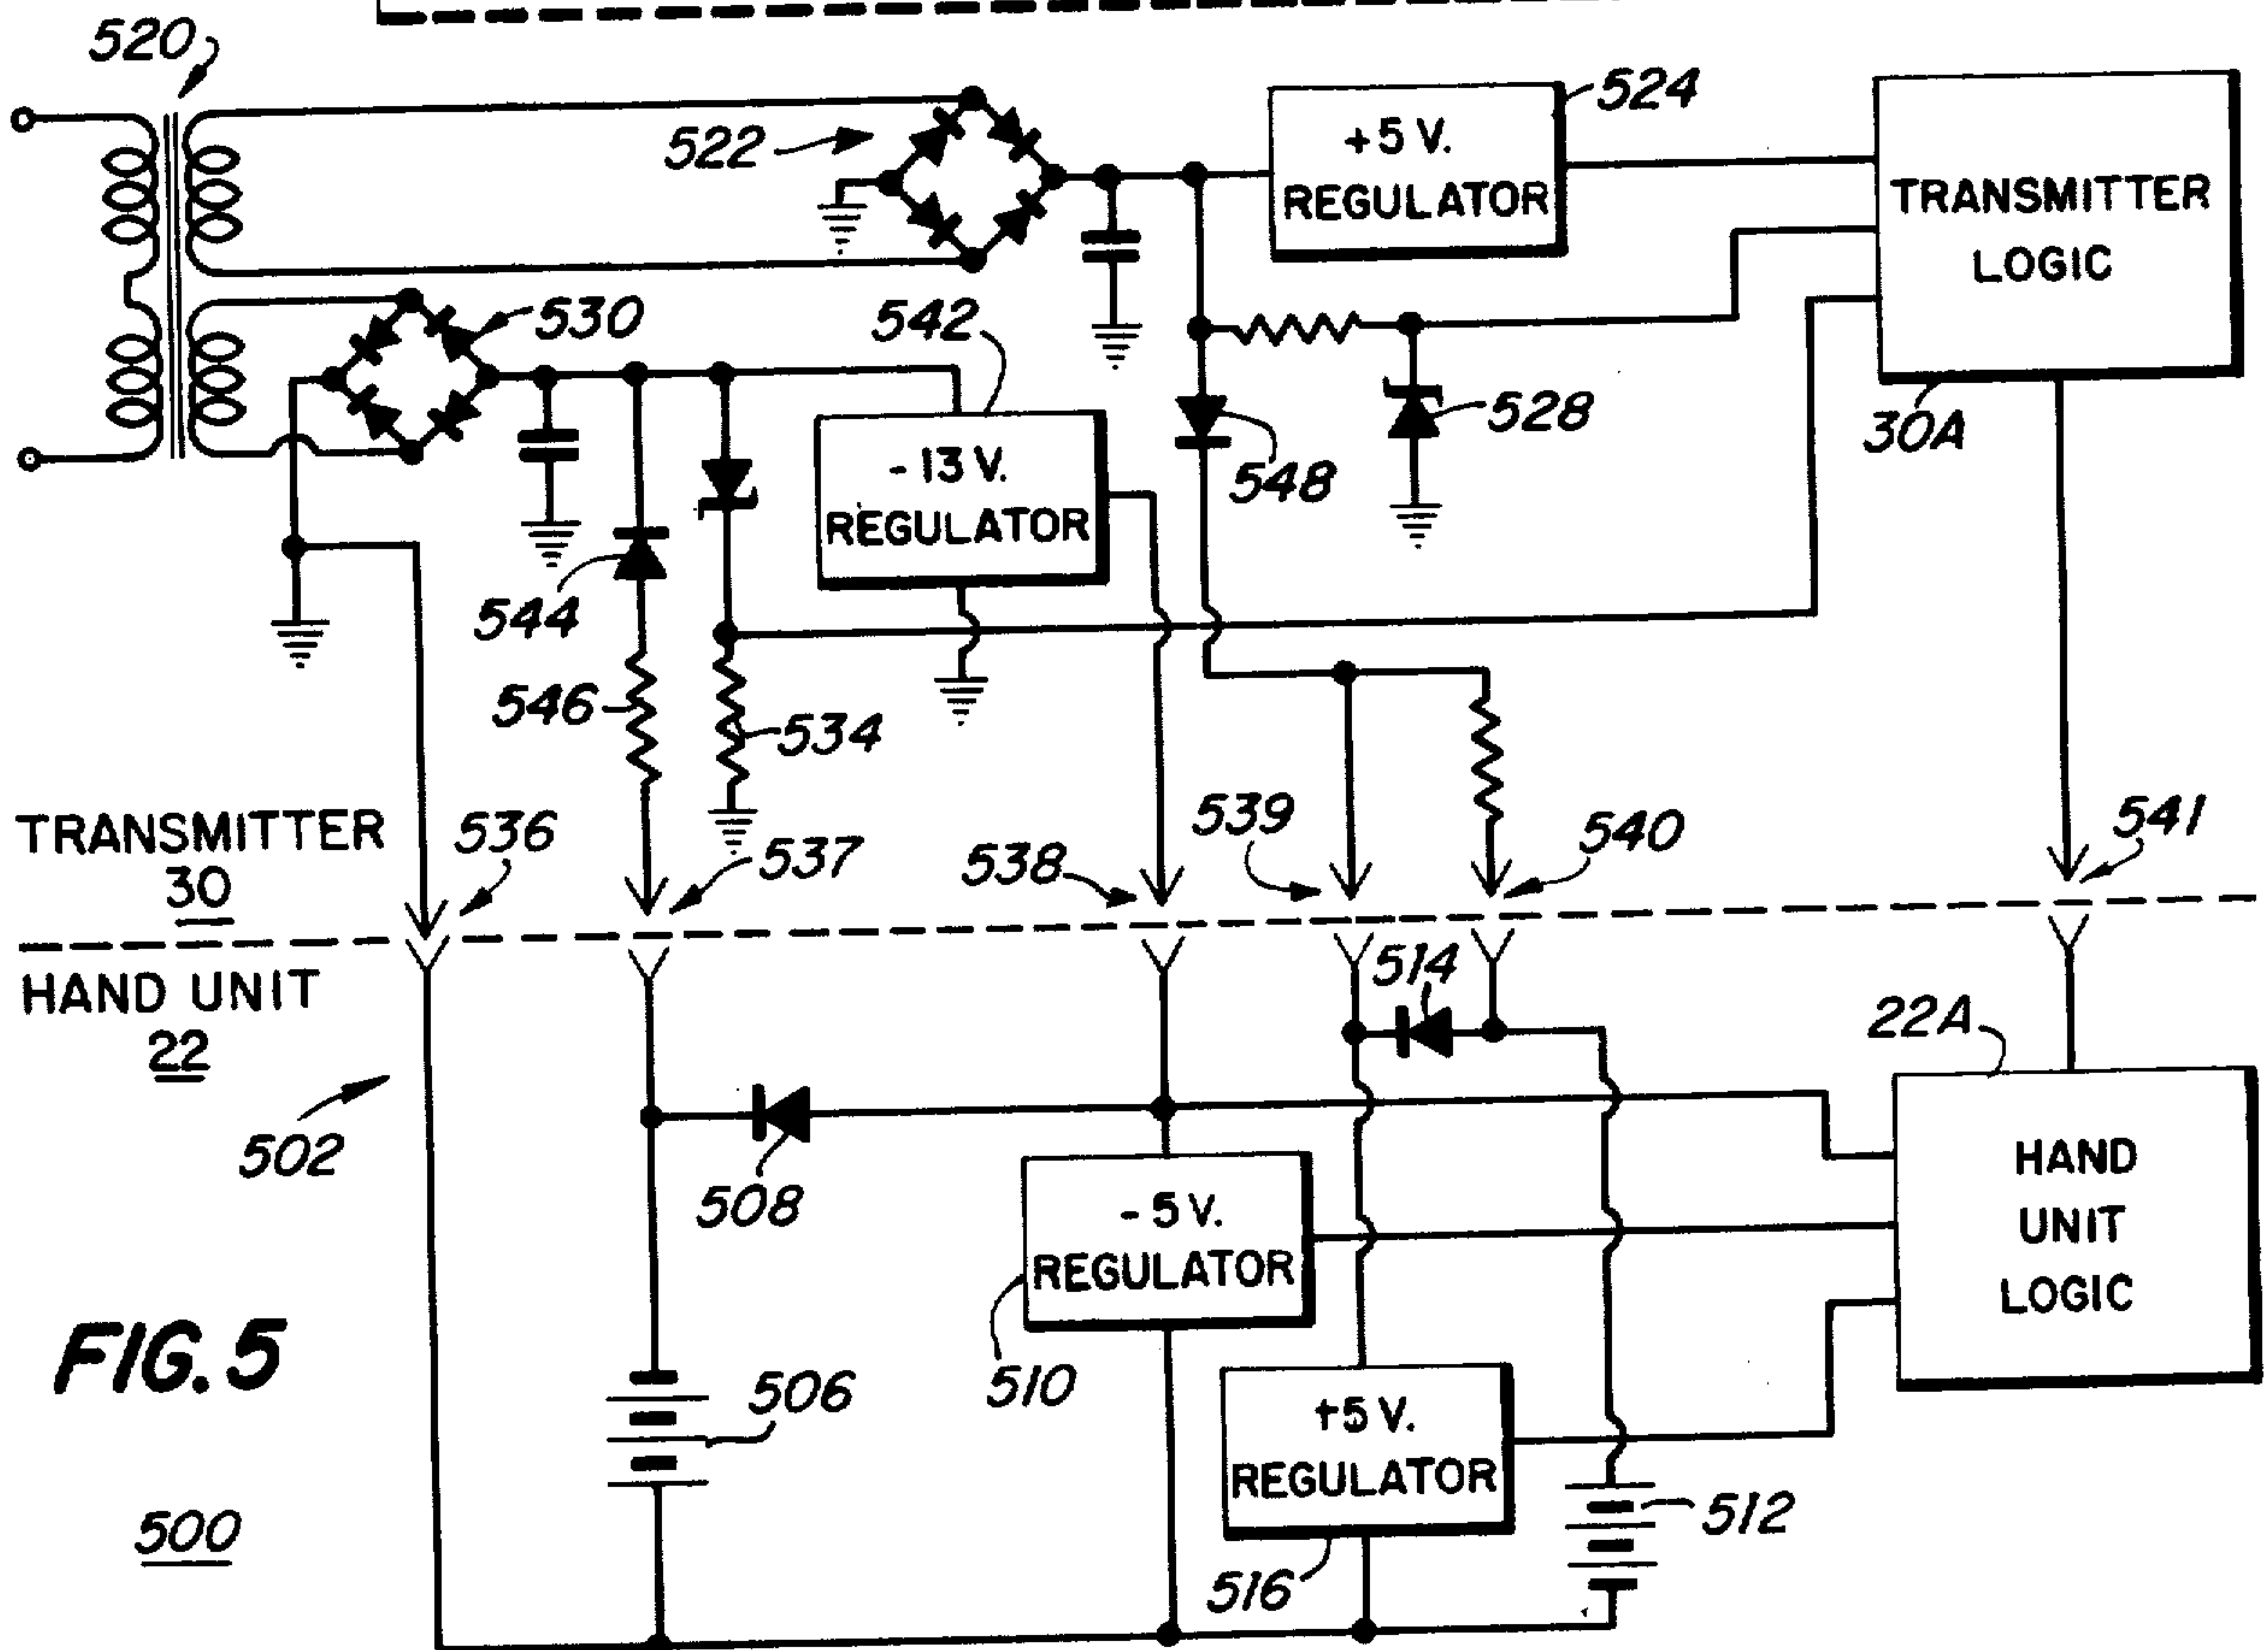 520
522
+5 V.
REGULATOR
524
TRANSMITTER
LOGIC
30A
530
542
-13 V.
REGULATOR
548
528
544
546
534
TRANSMITTER
30
536
537
538
539
540
541
HAND UNIT
22
502
514
22A
508
-5 V.
REGULATOR
510
HAND
UNIT
LOGIC
506
+5 V.
REGULATOR
516
512
FIG. 5
500